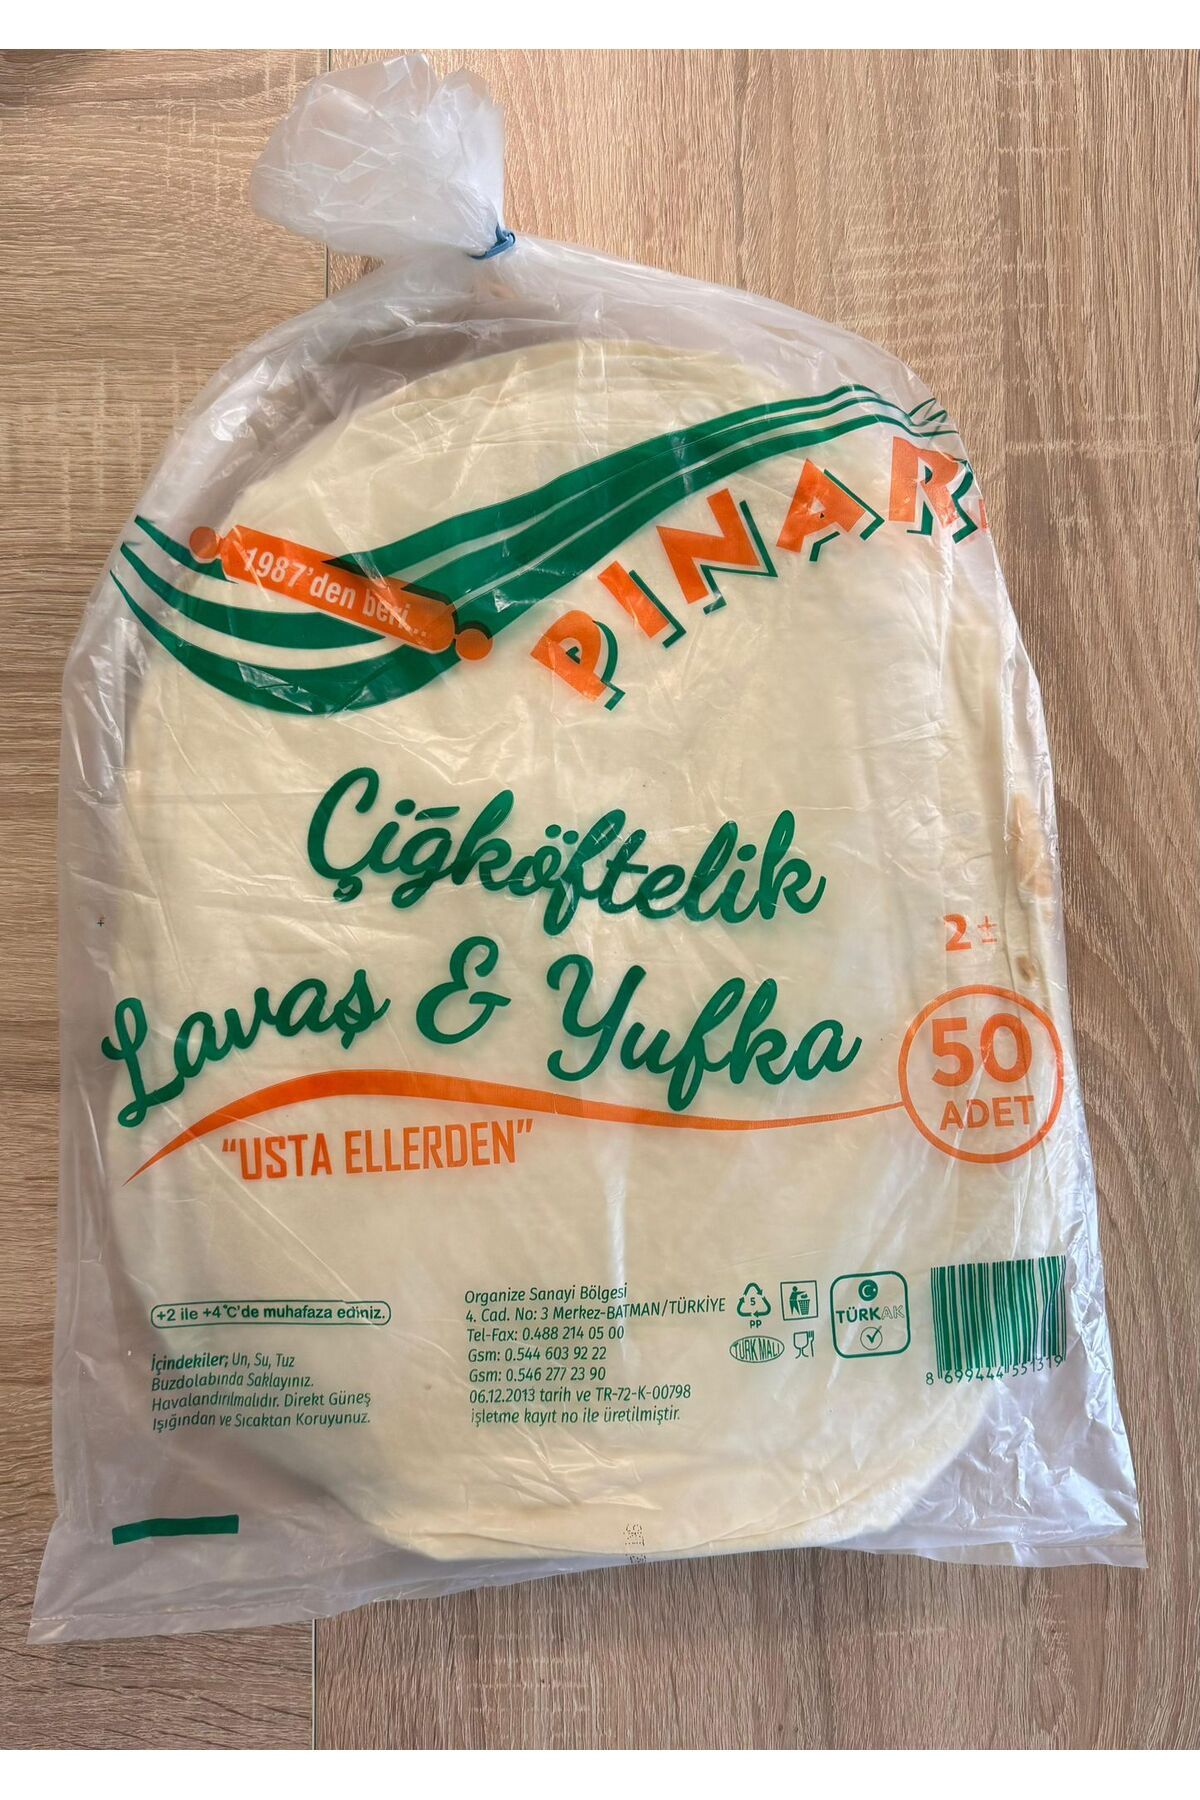 1987'den beri...
PINAR
Çiğköftelik
Lavaş & Yufka
"USTA ELLERDEN"
2 ±
50
ADET
+2 ile +4°C'de muhafaza ediniz.
İçindekiler; Un, Su, Tuz
Buzdolabında Saklayınız.
Havalandırılmalıdır. Direkt Güneş
Işığından ve Sıcaktan Koruyunuz.
Organize Sanayi Bölgesi
4. Cad. No: 3 Merkez-BATMAN/TÜRKİYE
Tel-Fax: 0.488 214 05 00
Gsm: 0.544 603 92 22
Gsm: 0.546 277 23 90
06.12.2013 tarih ve TR-72-K-00798
işletme kayıt no ile üretilmiştir.
5
PP
TÜRK MALI
TÜRKAK
8 699444 551319